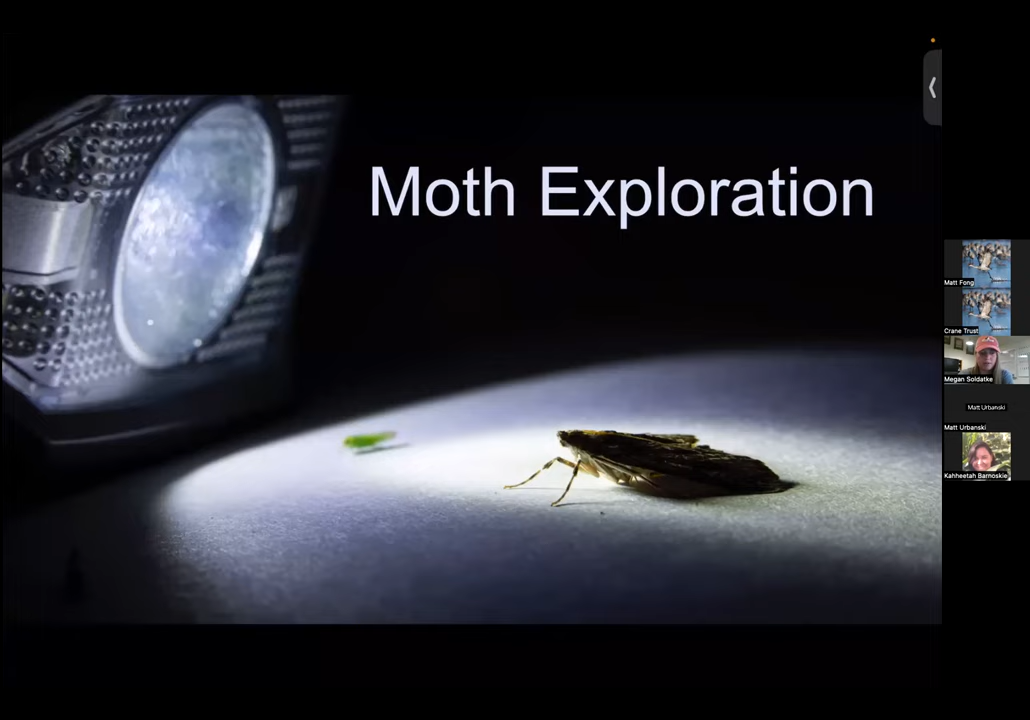 Moth Exploration
Matt Fong
Crane Trust
Megan Soldatke
Matt Urbanski
Matt Urbanski
Kahheetah Barnoskie